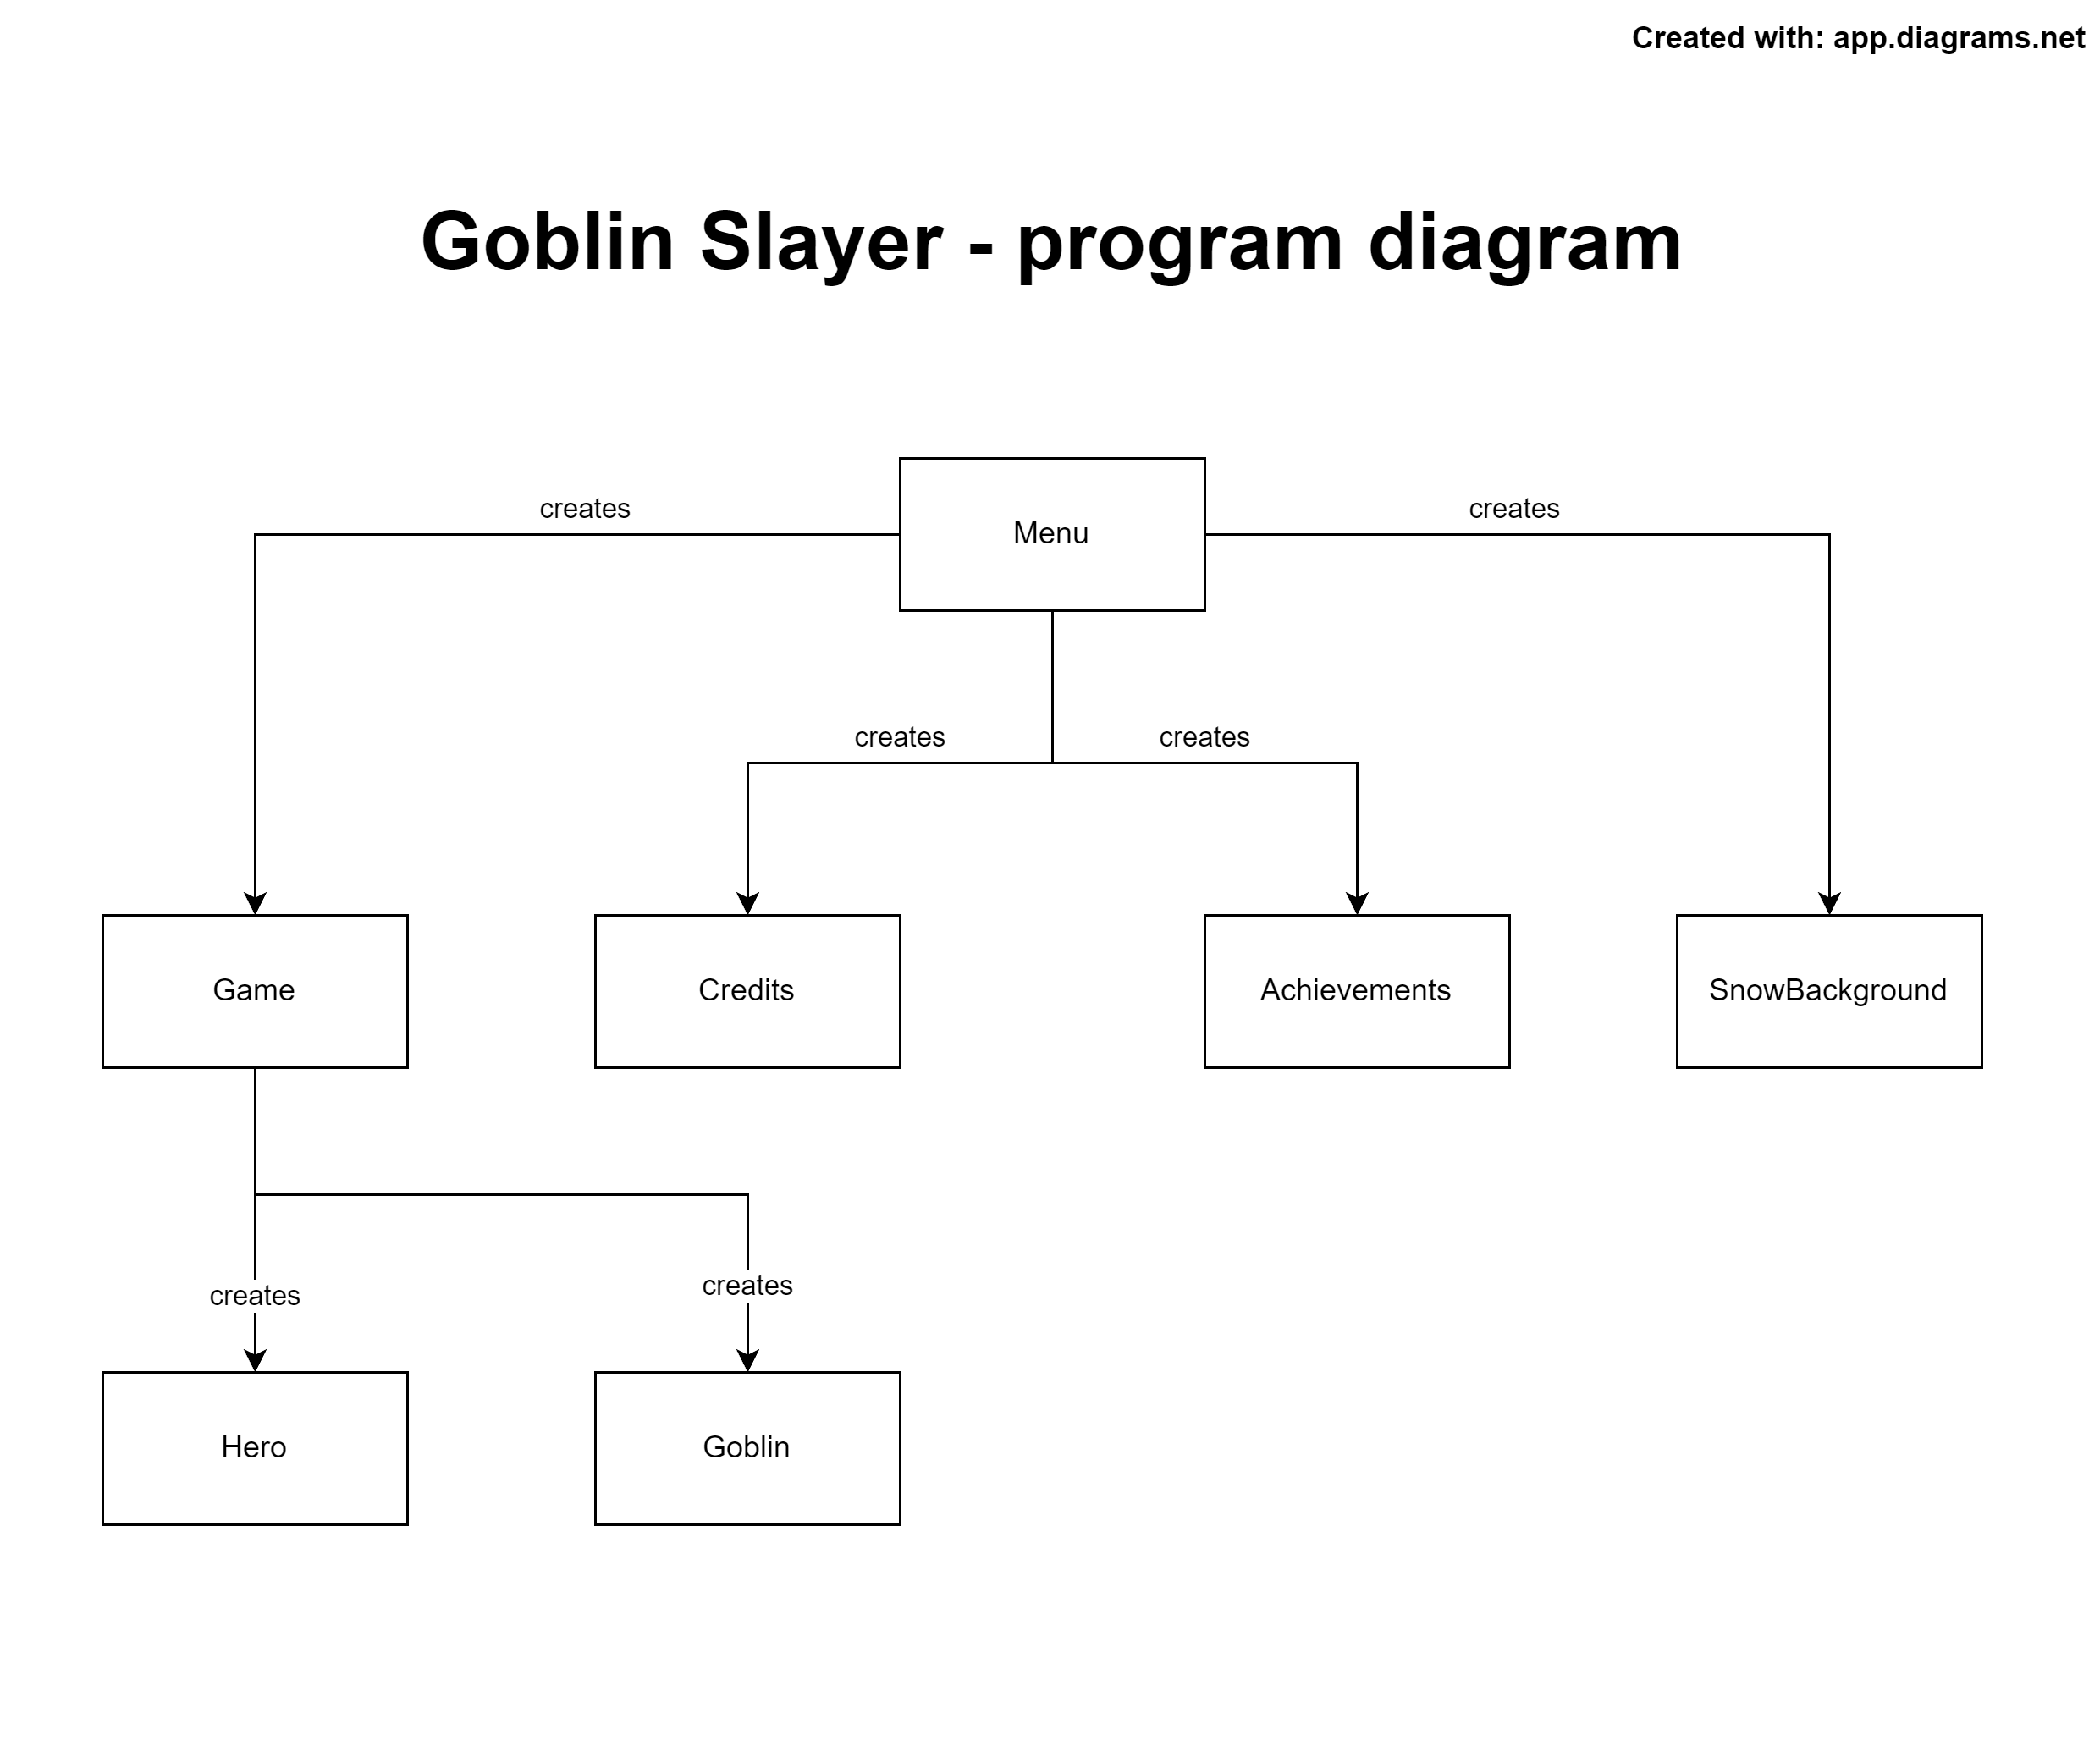 Created with: app.diagrams.net
Goblin Slayer - program diagram
creates
Menu
creates
creates
creates
Game
Credits
Achievements
SnowBackground
creates
creates
Hero
Goblin